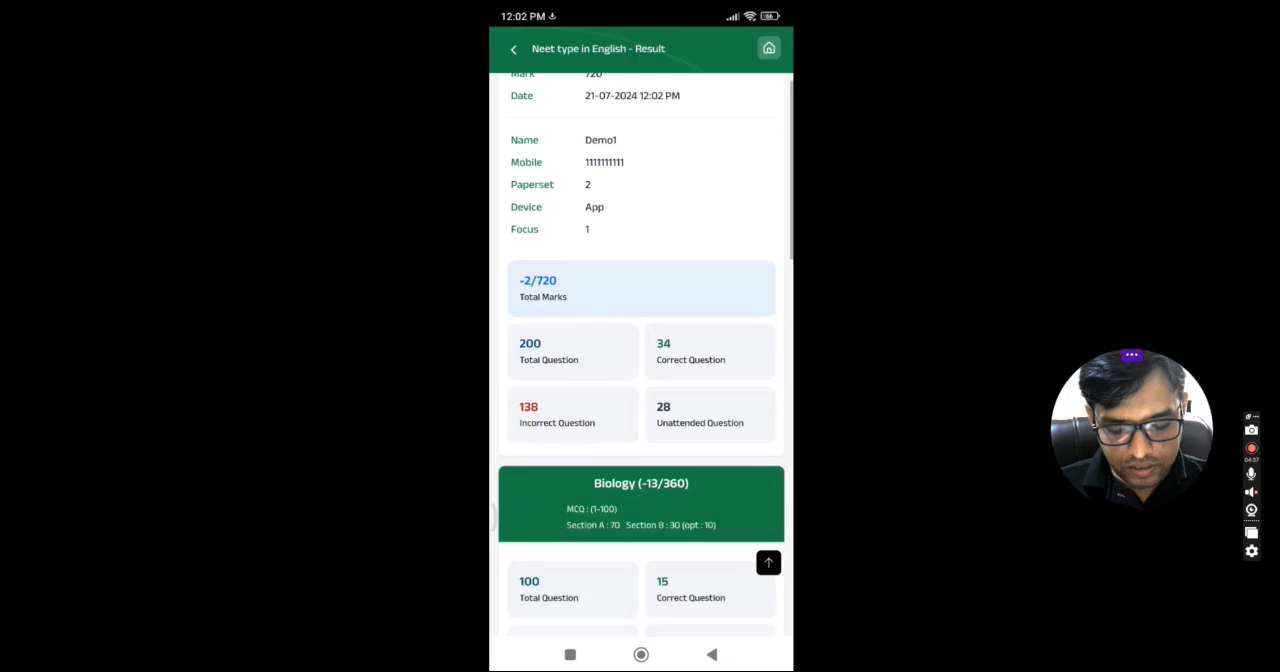 12:02 PM
66
Neet type in English - Result
Mark 720
Date 21-07-2024 12:02 PM
Name Demo1
Mobile 1111111111
Paperset 2
Device App
Focus 1
-2/720
Total Marks
200
Total Question
34
Correct Question
138
Incorrect Question
28
Unattended Question
Biology (-13/360)
MCQ : (1-100)
Section A : 70 Section B : 30 (opt : 10)
100
Total Question
15
Correct Question
04:37